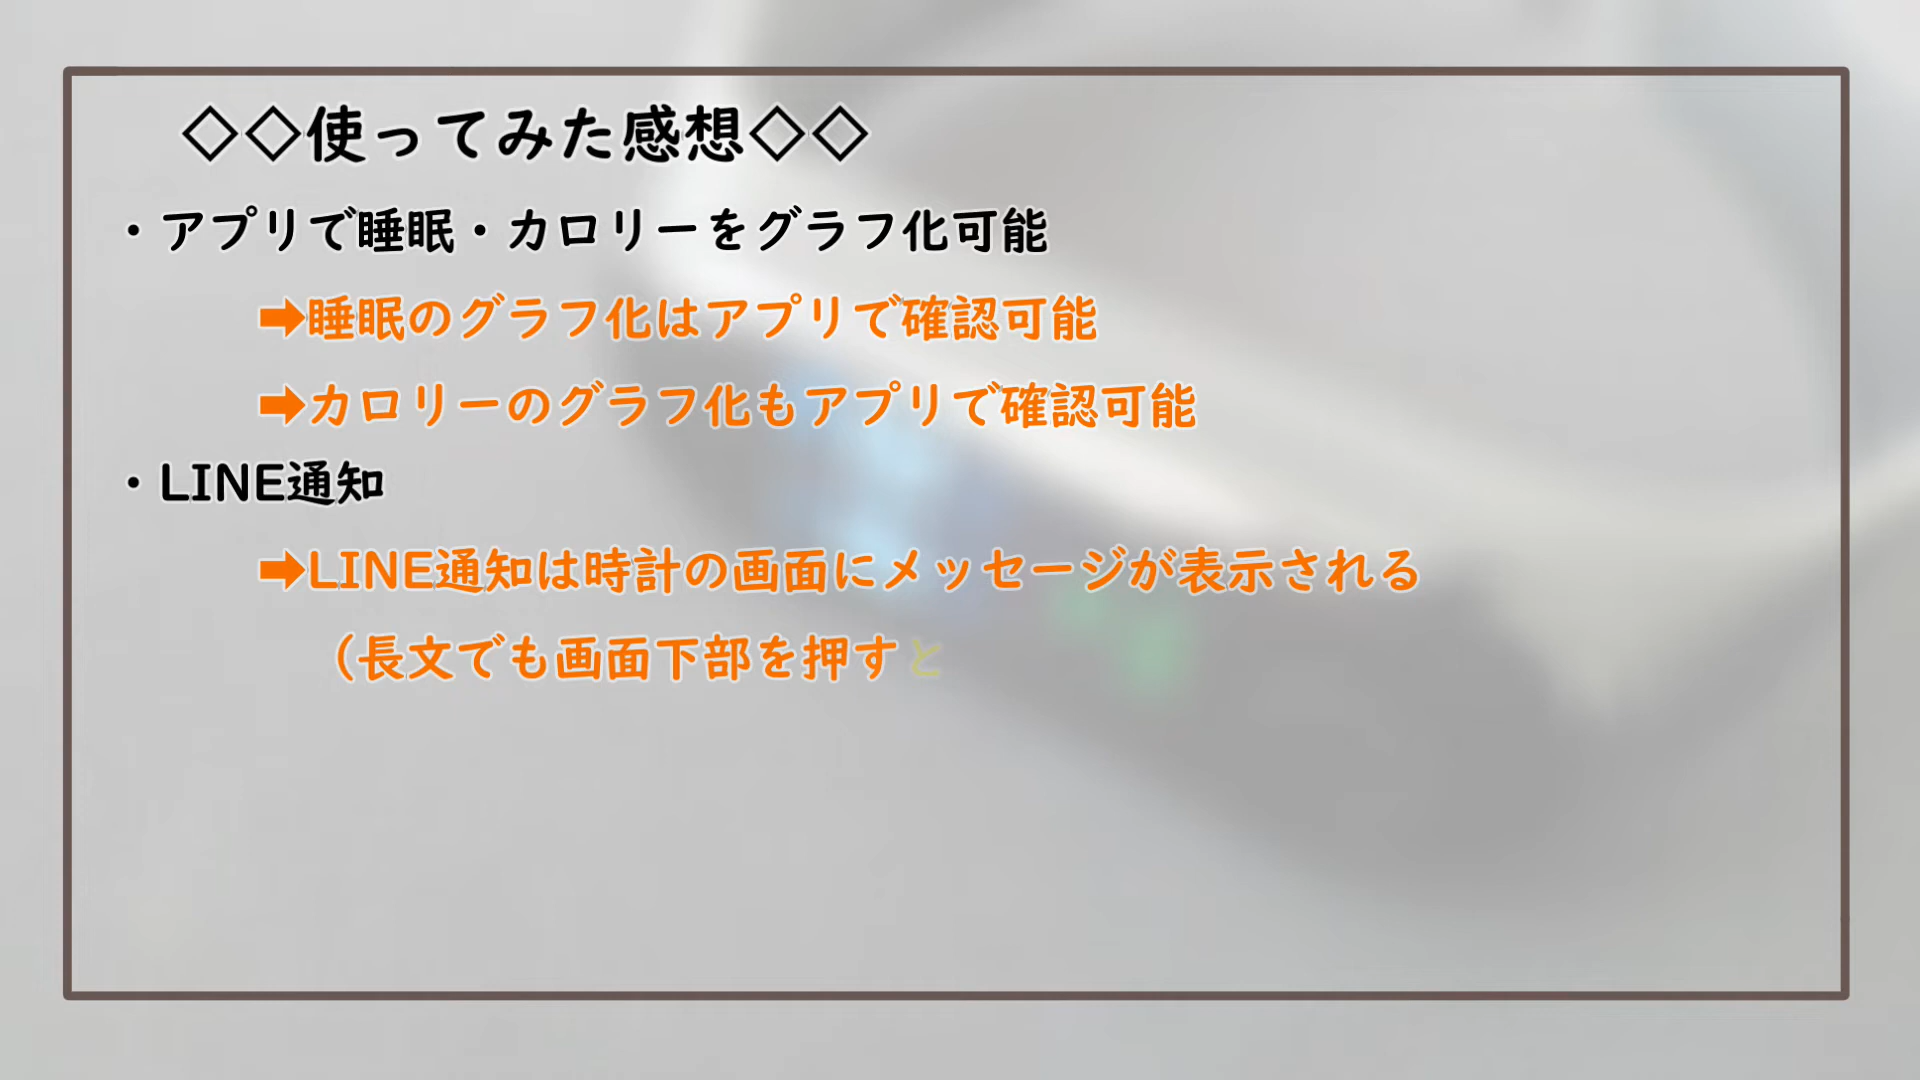 ◇◇使ってみた感想◇◇
・アプリで睡眠・カロリーをグラフ化可能
➡睡眠のグラフ化はアプリで確認可能
➡カロリーのグラフ化もアプリで確認可能
・LINE通知
➡LINE通知は時計の画面にメッセージが表示される
（長文でも画面下部を押すと